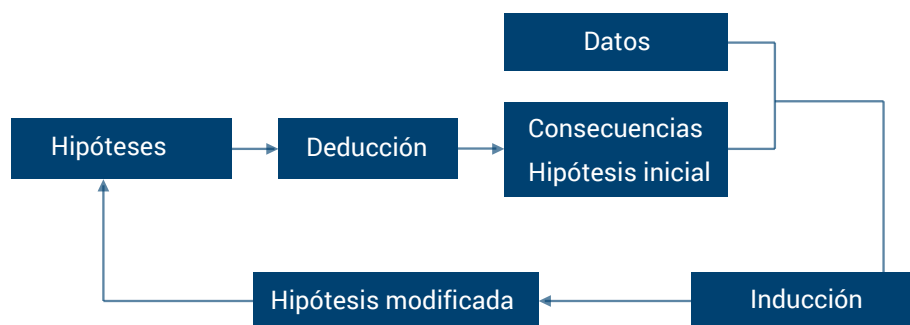 Datos
Hipóteses
Deducción
Consecuencias
Hipótesis inicial
Hipótesis modificada
Inducción